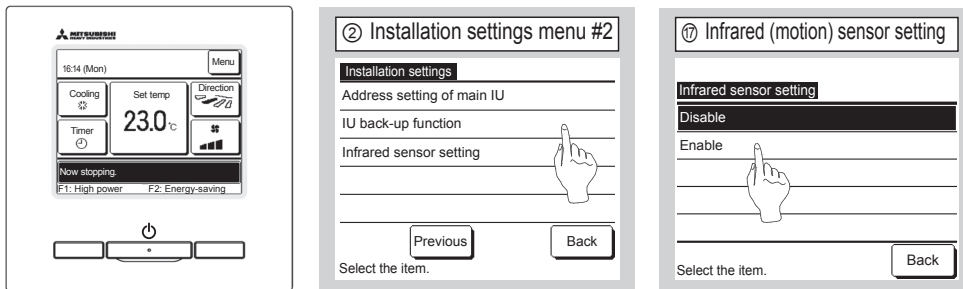 MITSUBISHI
HEAVY INDUSTRIES
16:14 (Mon)
Menu
Cooling
Set temp
Direction
23.0°C
Timer
Now stopping.
F1: High power F2: Energy-saving
② Installation settings menu #2
Installation settings
Address setting of main IU
IU back-up function
Infrared sensor setting
Previous
Back
Select the item.
⑰ Infrared (motion) sensor setting
Infrared sensor setting
Disable
Enable
Back
Select the item.